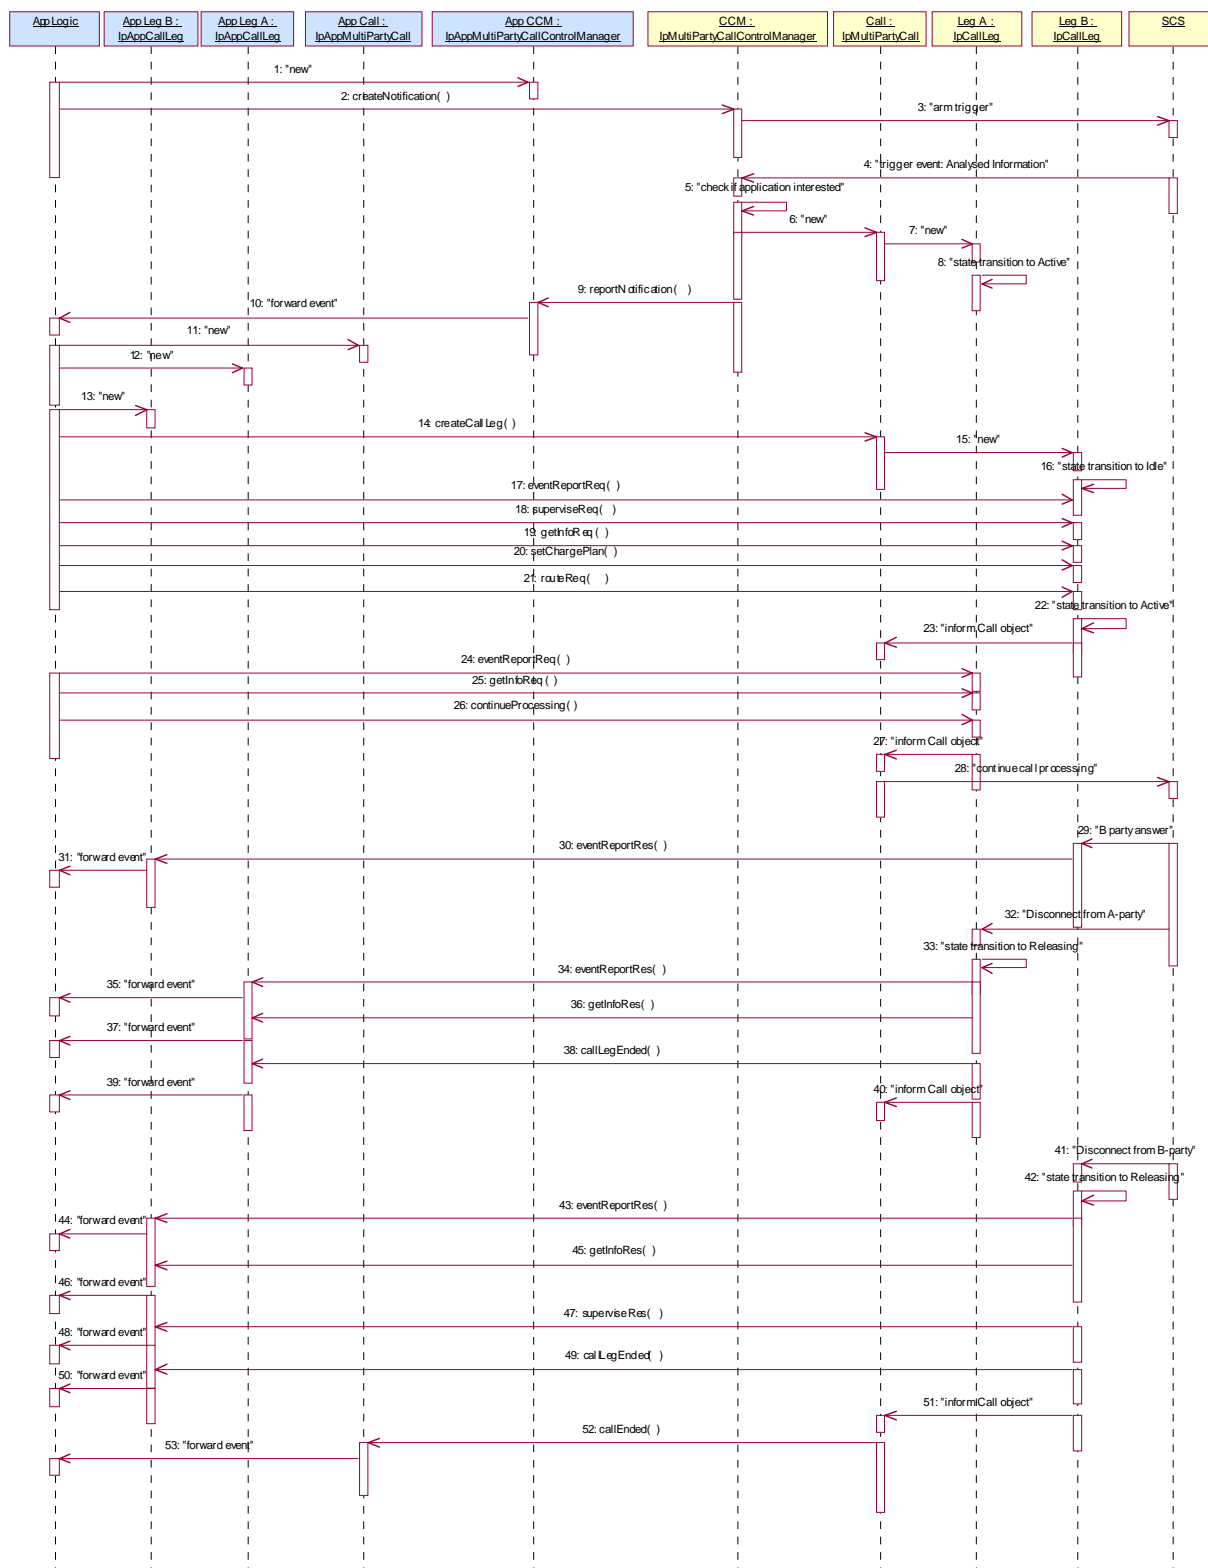 AppLogic
App Leg B :
IpAppCallLeg
App Leg A :
IpAppCallLeg
App Call :
IpAppMultiPartyCall
App CCM :
IpAppMultiPartyCallControlManager
CCM :
IpMultiPartyCallControlManager
Call :
IpMultiPartyCall
Leg A :
IpCallLeg
Leg B :
IpCallLeg
SCS
1: "new"
2: createNotification( )
3: "arm trigger"
4: "trigger event: Analysed Information"
5: "check if application interested"
6: "new"
7: "new"
8: "state transition to Active"
9: reportNotification( )
10: "forward event"
11: "new"
12: "new"
13: "new"
14: createCallLeg( )
15: "new"
16: "state transition to Idle"
17: eventReportReq( )
18: superviseReq( )
19: getInfoReq( )
20: setChargePlan( )
21: routeReq( )
22: "state transition to Active"
23: "inform Call object"
24: eventReportReq( )
25: getInfoReq( )
26: continueProcessing( )
27: "inform Call object"
28: "continue call processing"
29: "B party answer"
30: eventReportRes( )
31: "forward event"
32: "Disconnect from A-party"
33: "state transition to Releasing"
34: eventReportRes( )
35: "forward event"
36: getInfoRes( )
37: "forward event"
38: callLegEnded( )
39: "forward event"
40: "inform Call object"
41: "Disconnect from B-party"
42: "state transition to Releasing"
43: eventReportRes( )
44: "forward event"
45: getInfoRes( )
46: "forward event"
47: superviseRes( )
48: "forward event"
49: callLegEnded( )
50: "forward event"
51: "inform Call object"
52: callEnded( )
53: "forward event"